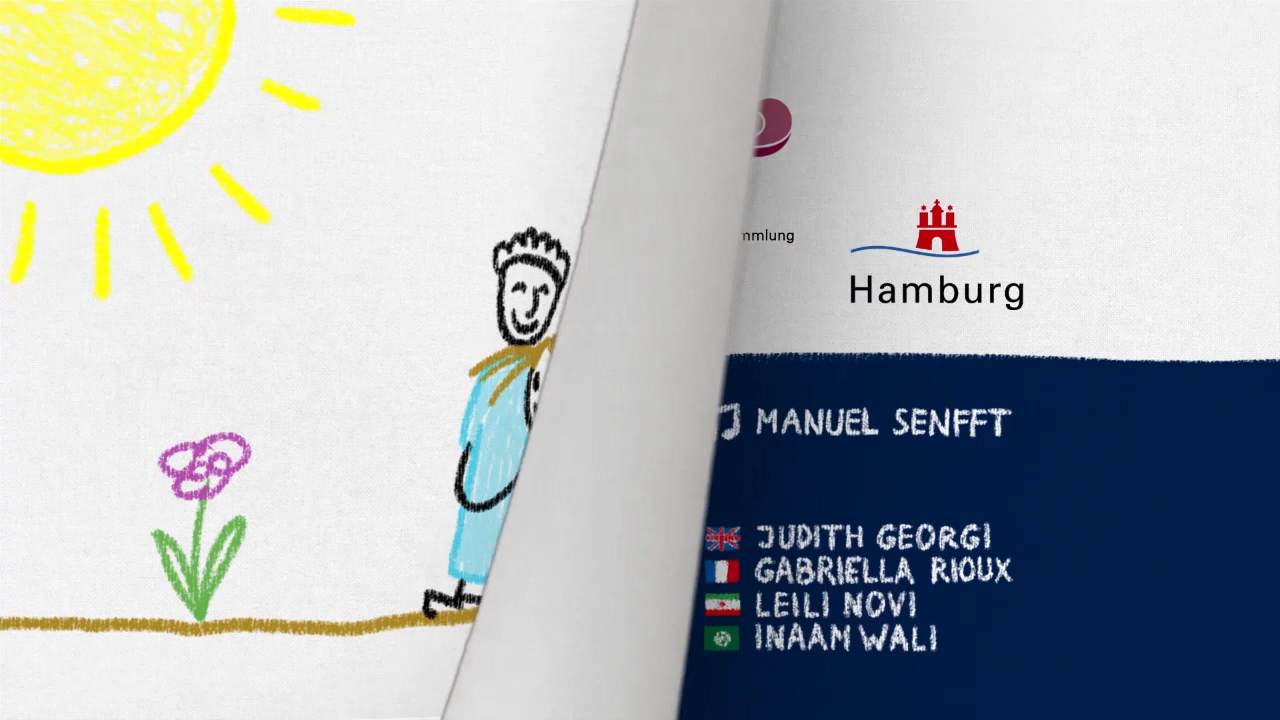 mmlung
Hamburg
MANUEL SENFFT
JUDITH GEORGI
GABRIELLA RIOUX
LEILI NOVI
INAAM WALI